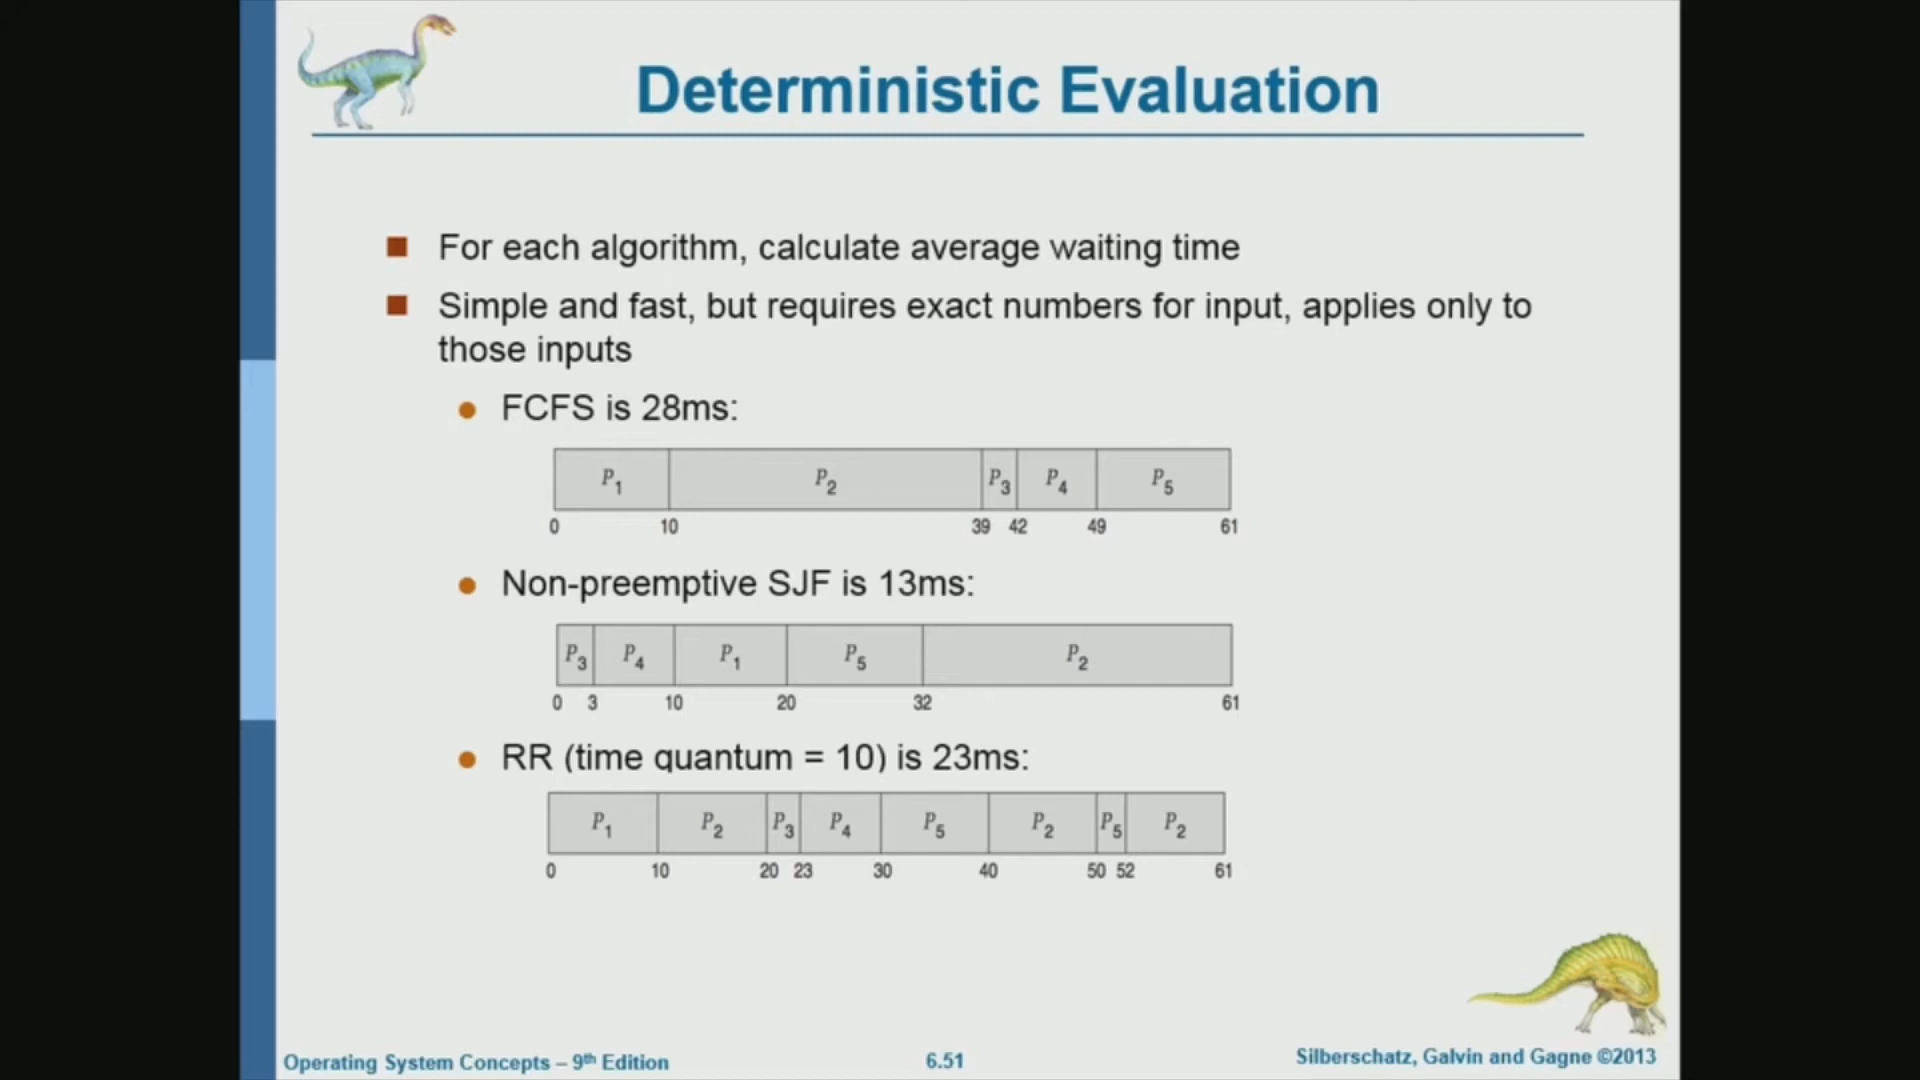 Deterministic Evaluation
For each algorithm, calculate average waiting time
Simple and fast, but requires exact numbers for input, applies only to
those inputs
FCFS is 28ms:
P1 P2 P3 P4 P5
0 10 39 42 49 61
Non-preemptive SJF is 13ms:
P3 P4 P1 P5 P2
0 3 10 20 32 61
RR (time quantum = 10) is 23ms:
P1 P2 P3 P4 P5 P2 P5 P2
0 10 20 23 30 40 50 52 61
Operating System Concepts – 9th Edition 6.51 Silberschatz, Galvin and Gagne ©2013